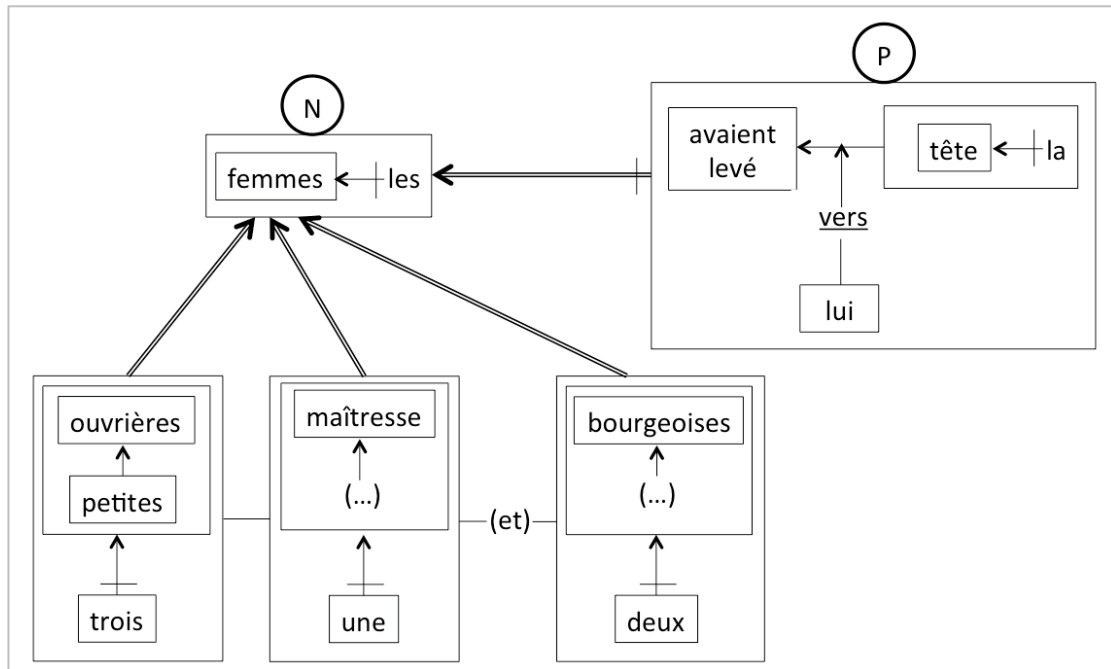 P
N
avaient
levé
tête
la
femmes
les
vers
lui
ouvrières
maîtresse
bourgeoises
petites
(...)
(...)
(et)
trois
une
deux